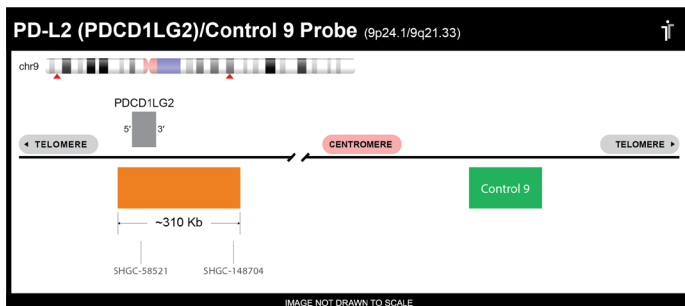 PD-L2 (PDCD1LG2)/Control 9 Probe (9p24.1/9q21.33)
chr9
PDCD1LG2
5' 3'
TELOMERE CENTROMERE TELOMERE
Control 9
~310 Kb
SHGC-58521 SHGC-148704
IMAGE NOT DRAWN TO SCALE